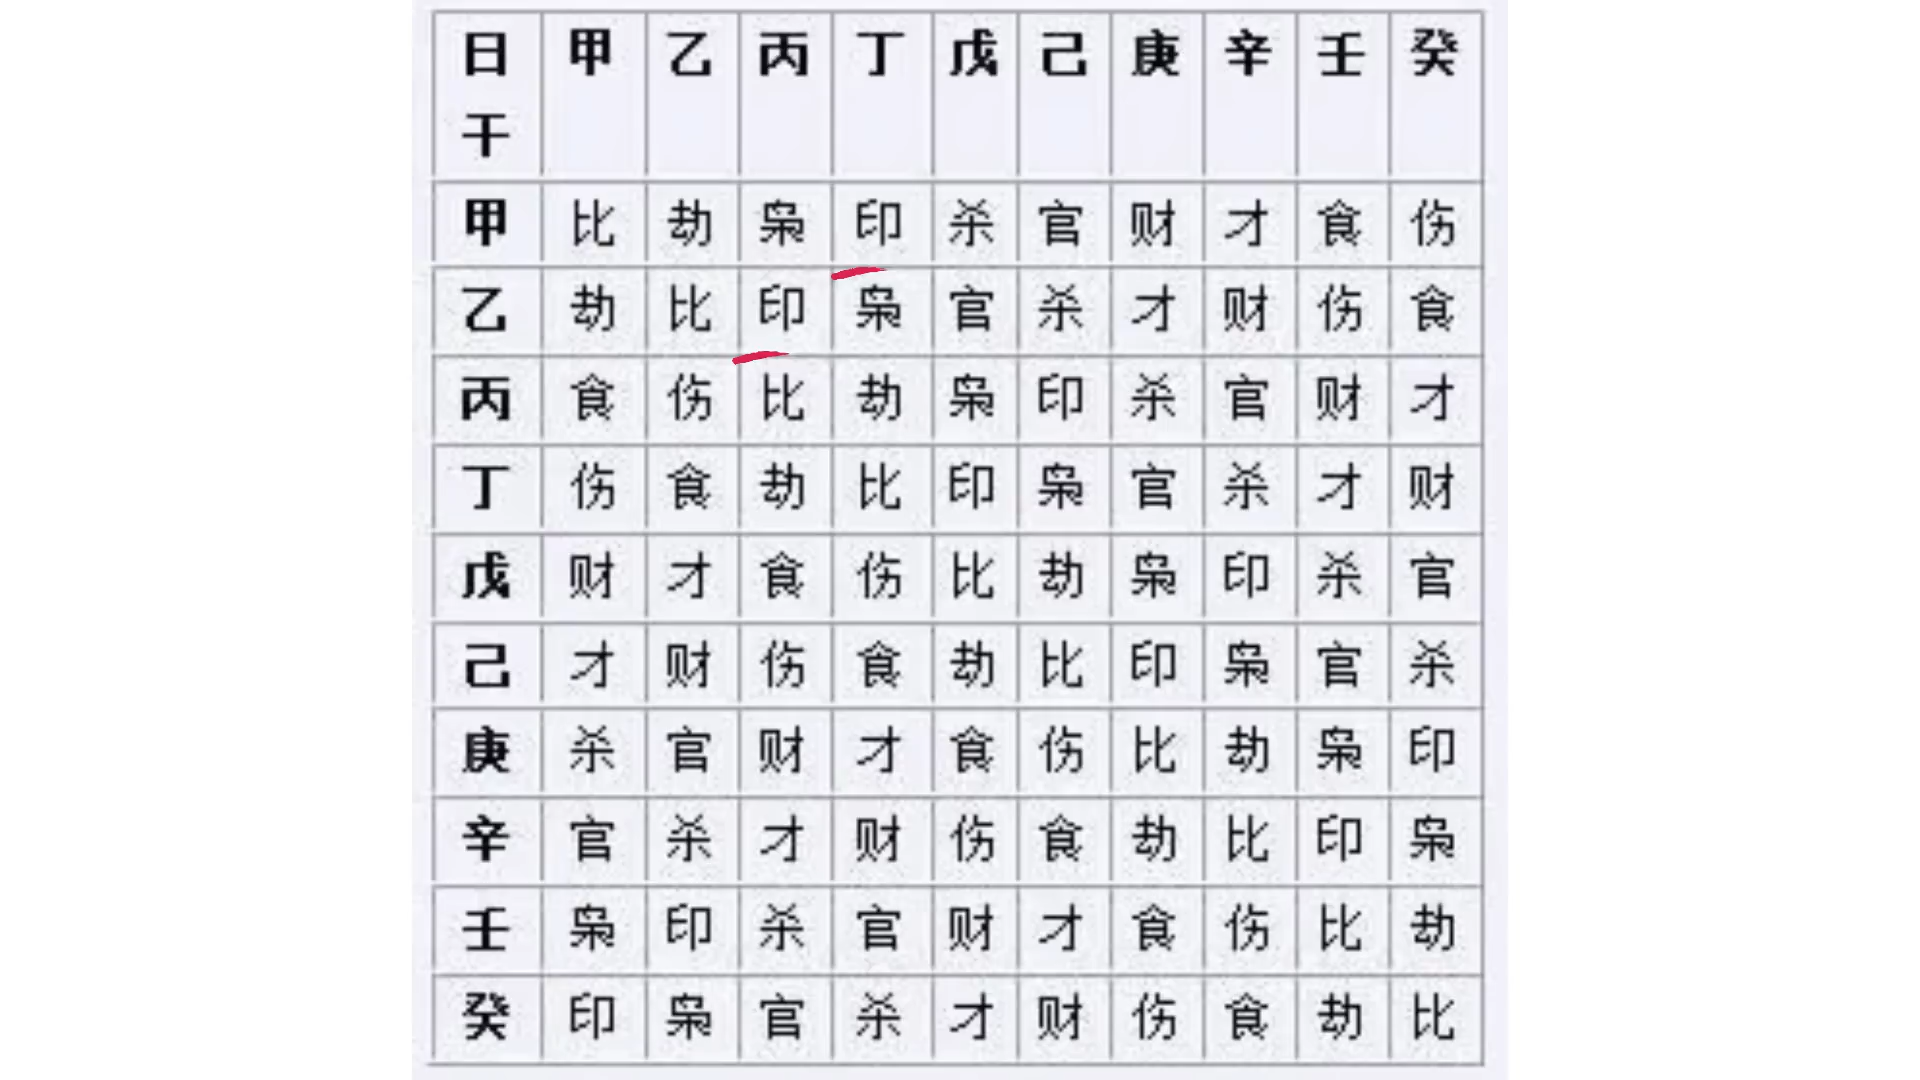 日干 甲 乙 丙 丁 戊 己 庚 辛 壬 癸
甲 比 劫 枭 印 杀 官 财 才 食 伤
乙 劫 比 印 枭 官 杀 才 财 伤 食
丙 食 伤 比 劫 枭 印 杀 官 财 才
丁 伤 食 劫 比 印 枭 官 杀 才 财
戊 财 才 食 伤 比 劫 枭 印 杀 官
己 才 财 伤 食 劫 比 印 枭 官 杀
庚 杀 官 财 才 食 伤 比 劫 枭 印
辛 官 杀 才 财 伤 食 劫 比 印 枭
壬 枭 印 杀 官 财 才 食 伤 比 劫
癸 印 枭 官 杀 才 财 伤 食 劫 比